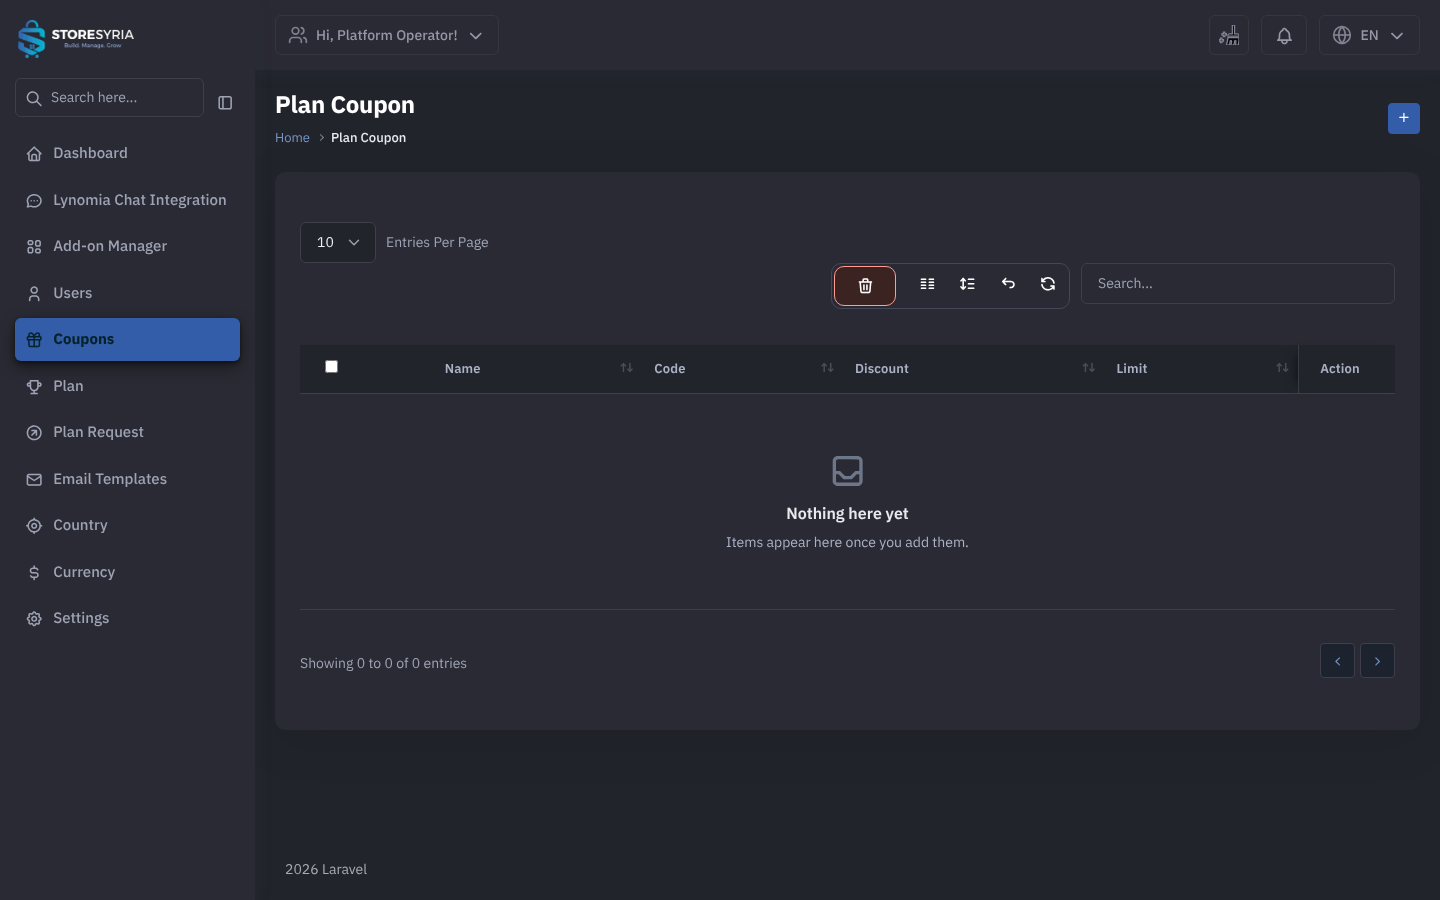 STORESYRIA
Build. Manage. Grow
Hi, Platform Operator!
EN
Search here...
Dashboard
Lynomia Chat Integration
Add-on Manager
Users
Coupons
Plan
Plan Request
Email Templates
Country
Currency
Settings
Plan Coupon
Home > Plan Coupon
+
10 Entries Per Page
Search...
Name Code Discount Limit Action
Nothing here yet
Items appear here once you add them.
Showing 0 to 0 of 0 entries
2026 Laravel